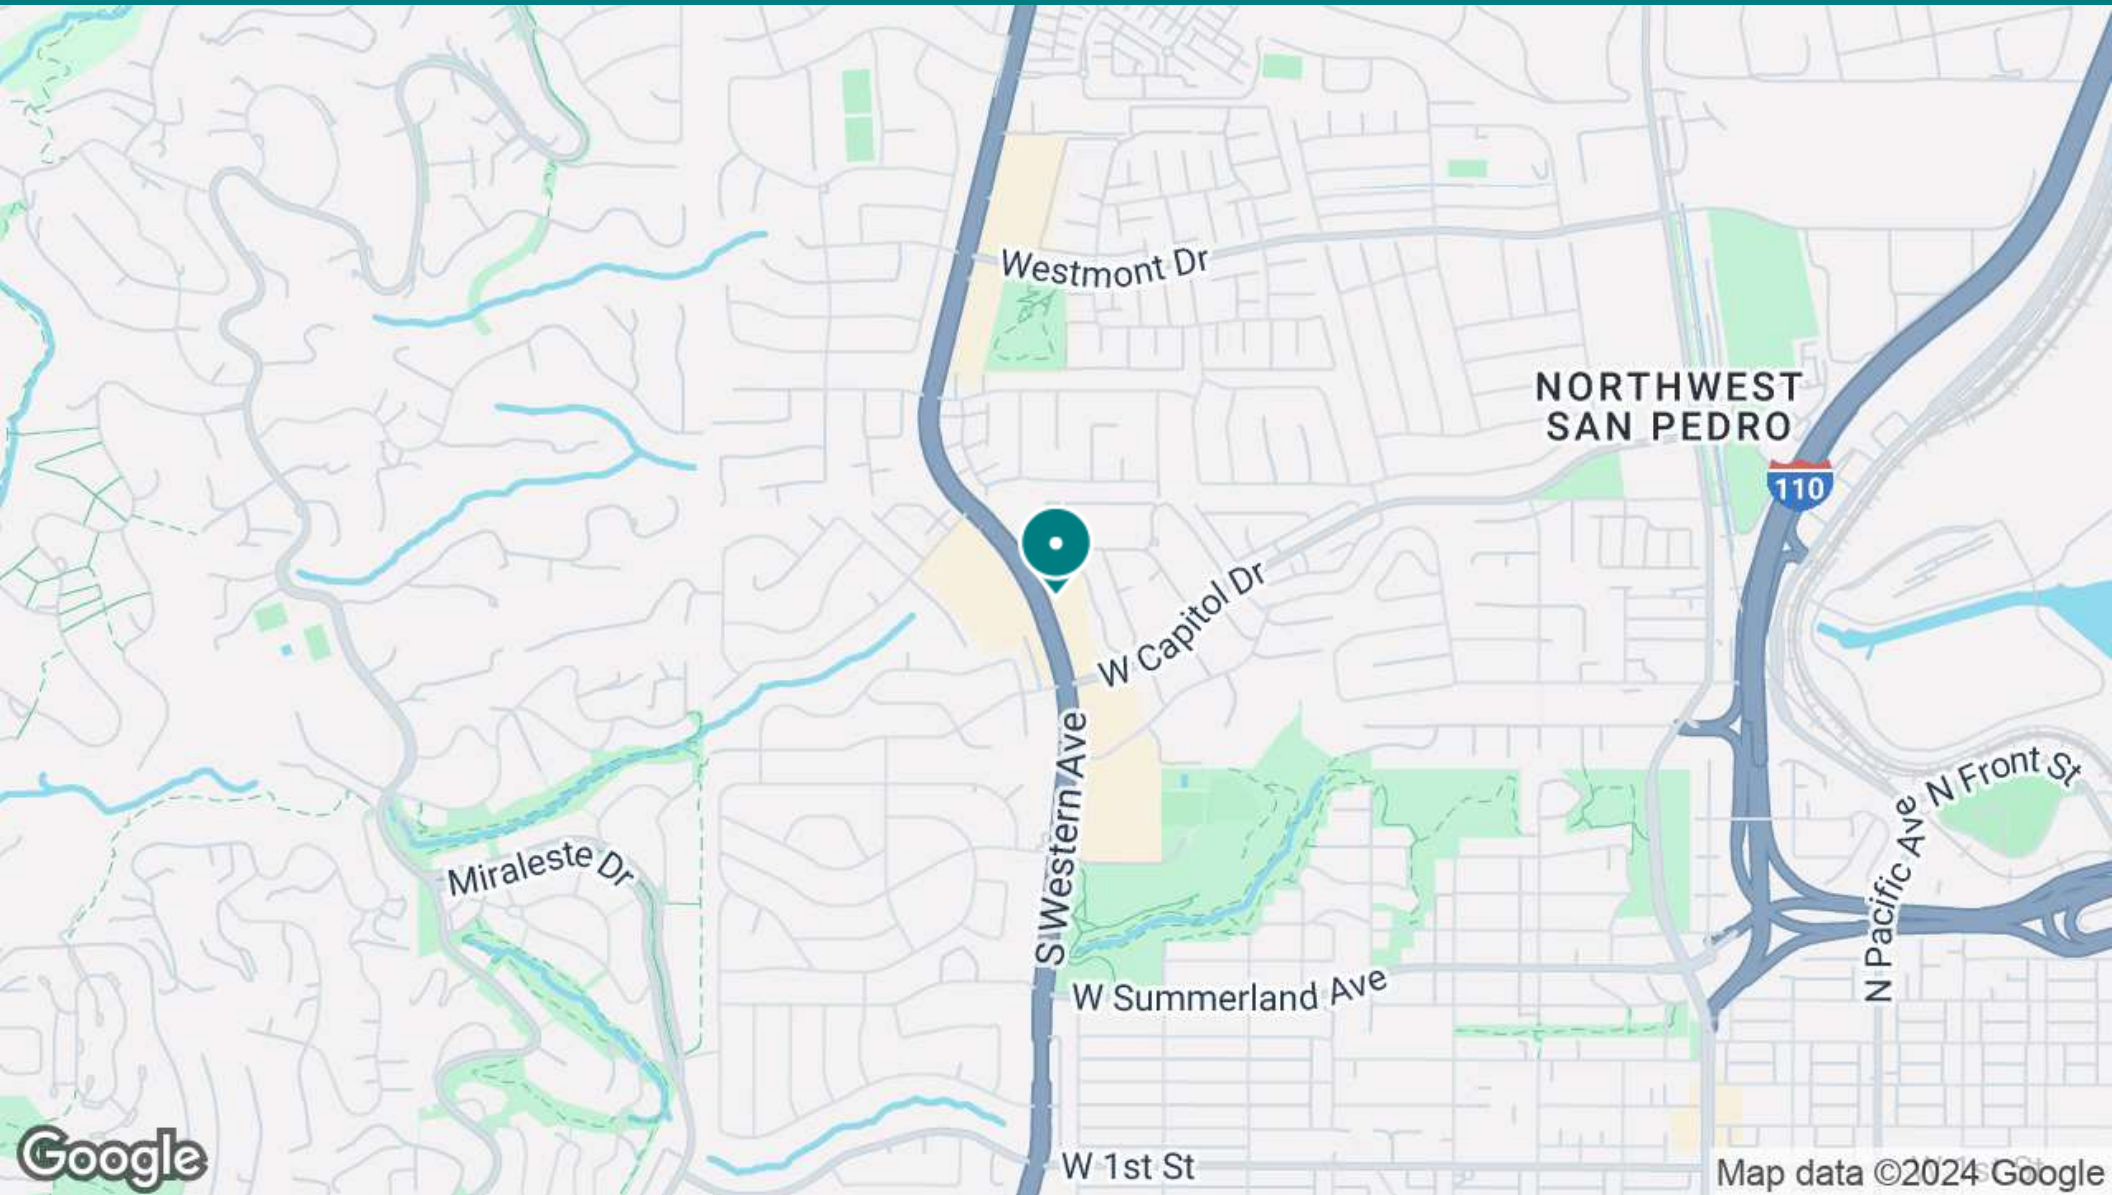 Westmont Dr
NORTHWEST
SAN PEDRO
110
W Capitol Dr
S Western Ave
N Front St
N Pacific Ave
Miraleste Dr
W Summerland Ave
W 1st St
Google
Map data ©2024 Google